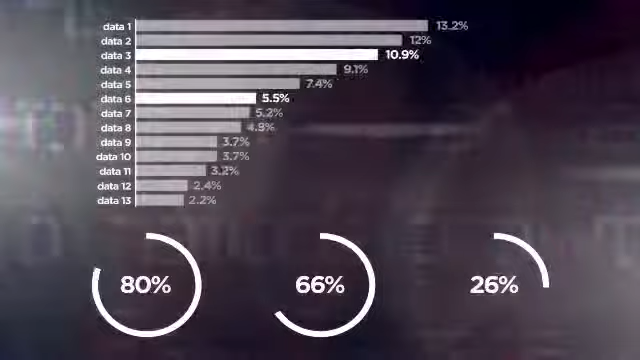 data 1 13.2%
data 2 12%
data 3 10.9%
data 4 9.1%
data 5 7.4%
data 6 5.5%
data 7 5.2%
data 8 4.9%
data 9 3.7%
data 10 3.7%
data 11 3.2%
data 12 2.4%
data 13 2.2%
80% 66% 26%